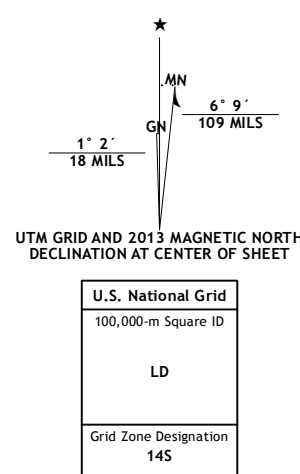 ★
MN
6° 9´
109 MILS
GN
1° 2´
18 MILS
UTM GRID AND 2013 MAGNETIC NORTH
DECLINATION AT CENTER OF SHEET
U.S. National Grid
100,000-m Square ID
LD
Grid Zone Designation
14S